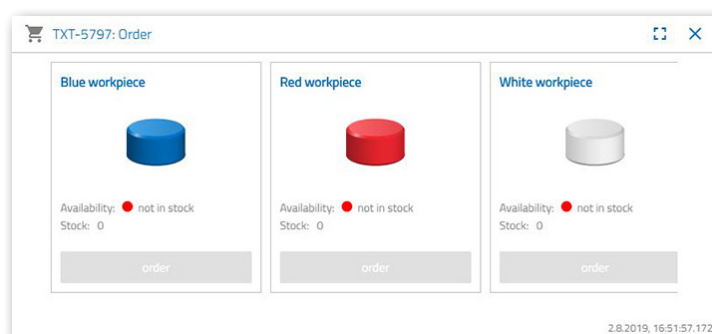 TXT-5797: Order
Blue workpiece
Availability: not in stock
Stock: 0
order
Red workpiece
Availability: not in stock
Stock: 0
order
White workpiece
Availability: not in stock
Stock: 0
order
2.8.2019, 16:51:57.172